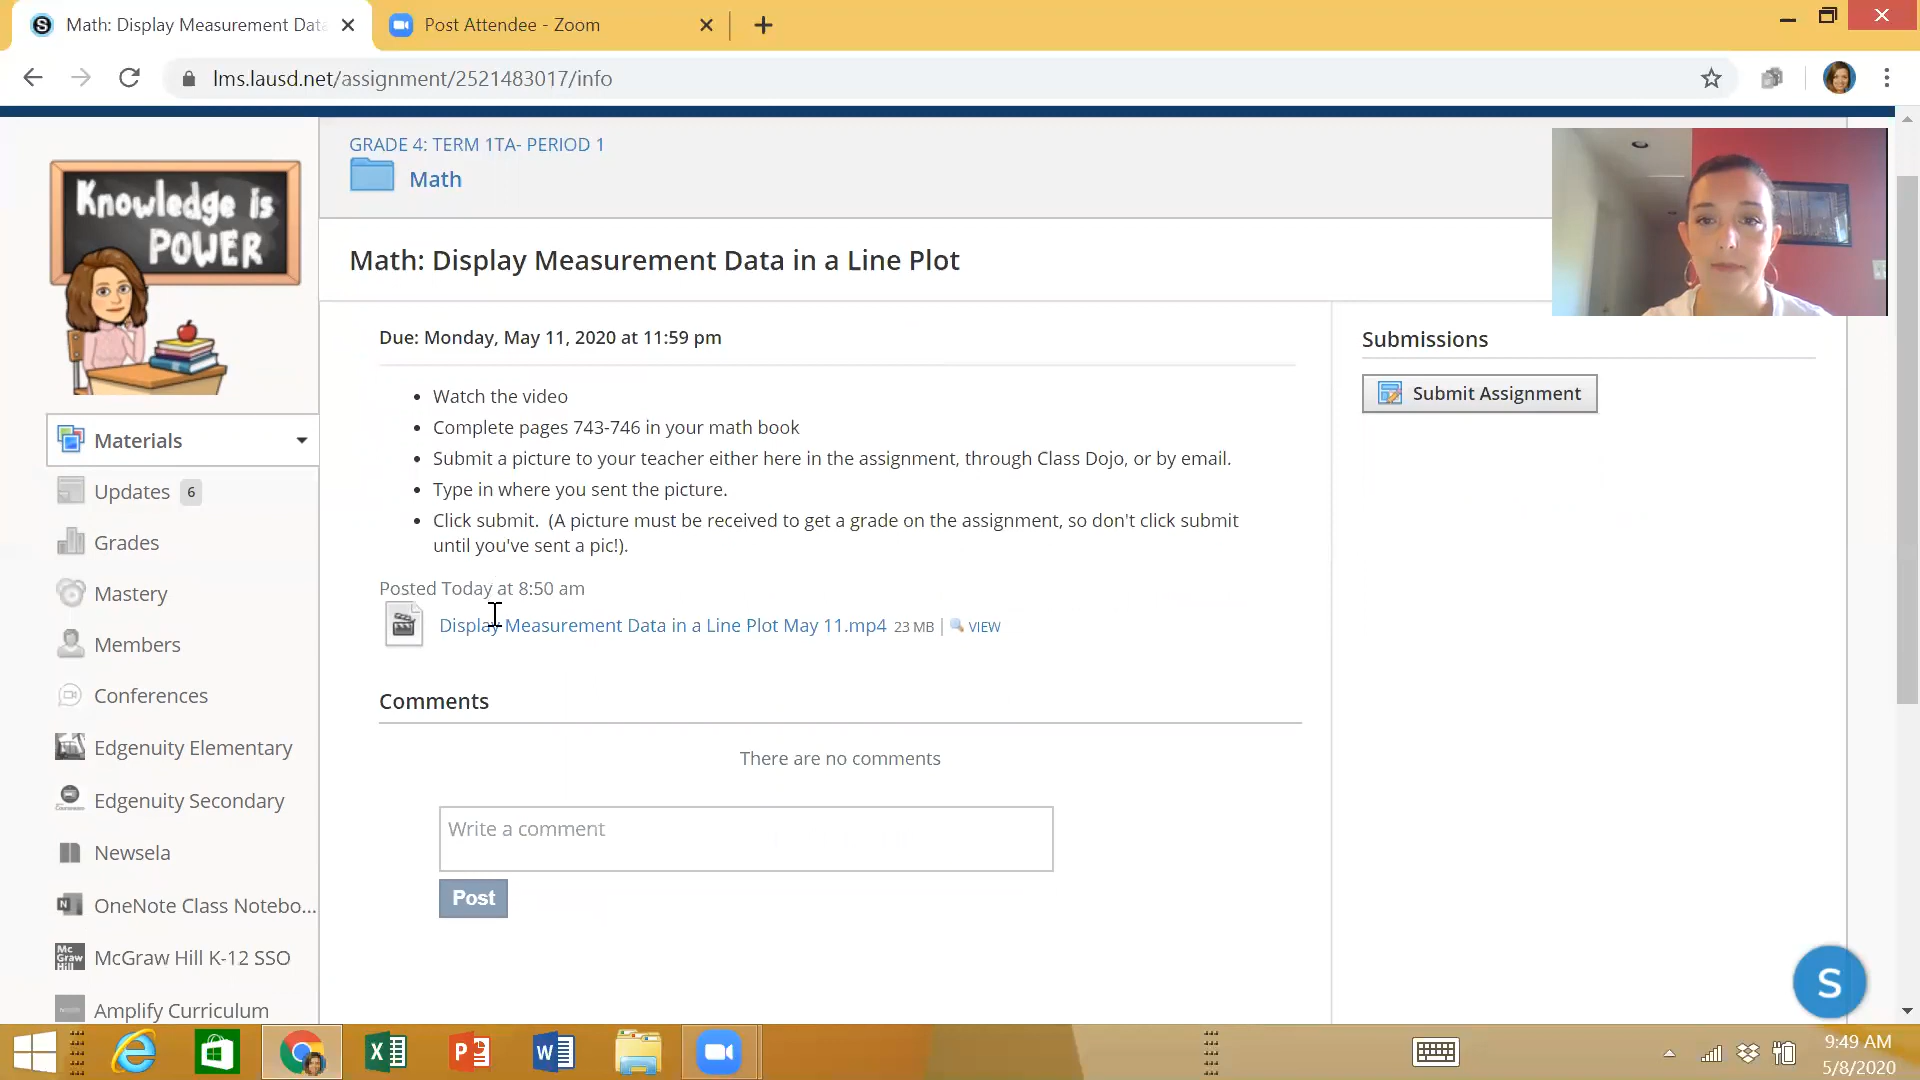 Math: Display Measurement Data
Post Attendee - Zoom
lms.lausd.net/assignment/2521483017/info
Knowledge is
POWER
GRADE 4: TERM 1TA- PERIOD 1
Math
Math: Display Measurement Data in a Line Plot
Due: Monday, May 11, 2020 at 11:59 pm
• Watch the video
• Complete pages 743-746 in your math book
• Submit a picture to your teacher either here in the assignment, through Class Dojo, or by email.
• Type in where you sent the picture.
• Click submit.  (A picture must be received to get a grade on the assignment, so don't click submit
until you've sent a pic!).
Posted Today at 8:50 am
Display Measurement Data in a Line Plot May 11.mp4 23 MB | VIEW
Comments
There are no comments
Write a comment
Post
Submissions
Submit Assignment
Materials
Updates 6
Grades
Mastery
Members
Conferences
Edgenuity Elementary
Edgenuity Secondary
Newsela
OneNote Class Notebo...
Mc
Graw
Hill
McGraw Hill K-12 SSO
Amplify Curriculum
S
9:49 AM
5/8/2020